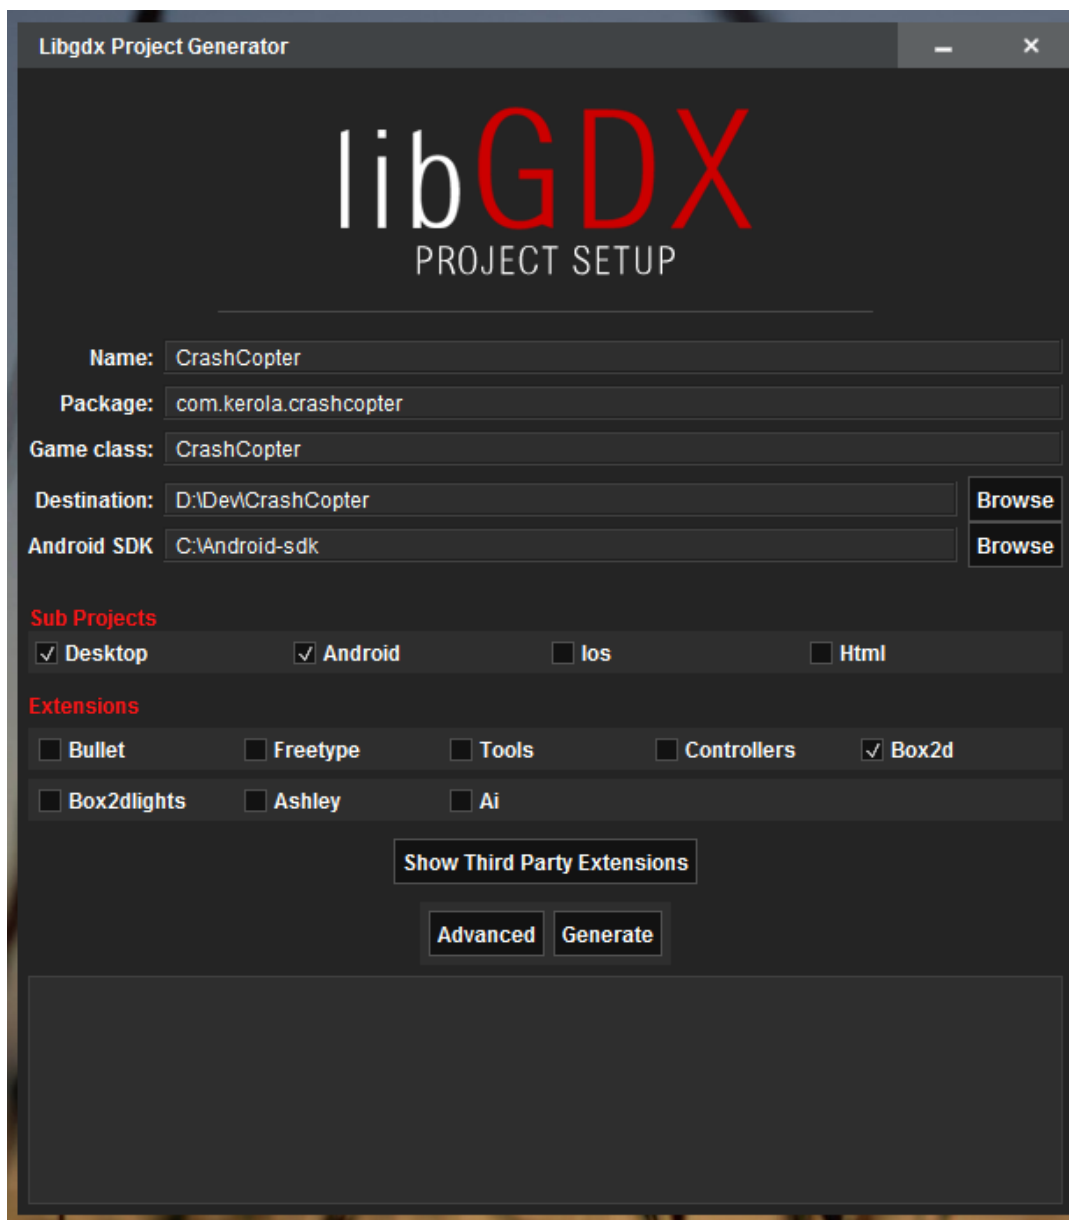 Libgdx Project Generator
libGDX
PROJECT SETUP
Name: CrashCopter
Package: com.kerola.crashcopter
Game class: CrashCopter
Destination: D:\Dev\CrashCopter Browse
Android SDK C:\Android-sdk Browse
Sub Projects
Desktop Android Ios Html
Extensions
Bullet Freetype Tools Controllers Box2d
Box2dlights Ashley Ai
Show Third Party Extensions
Advanced Generate